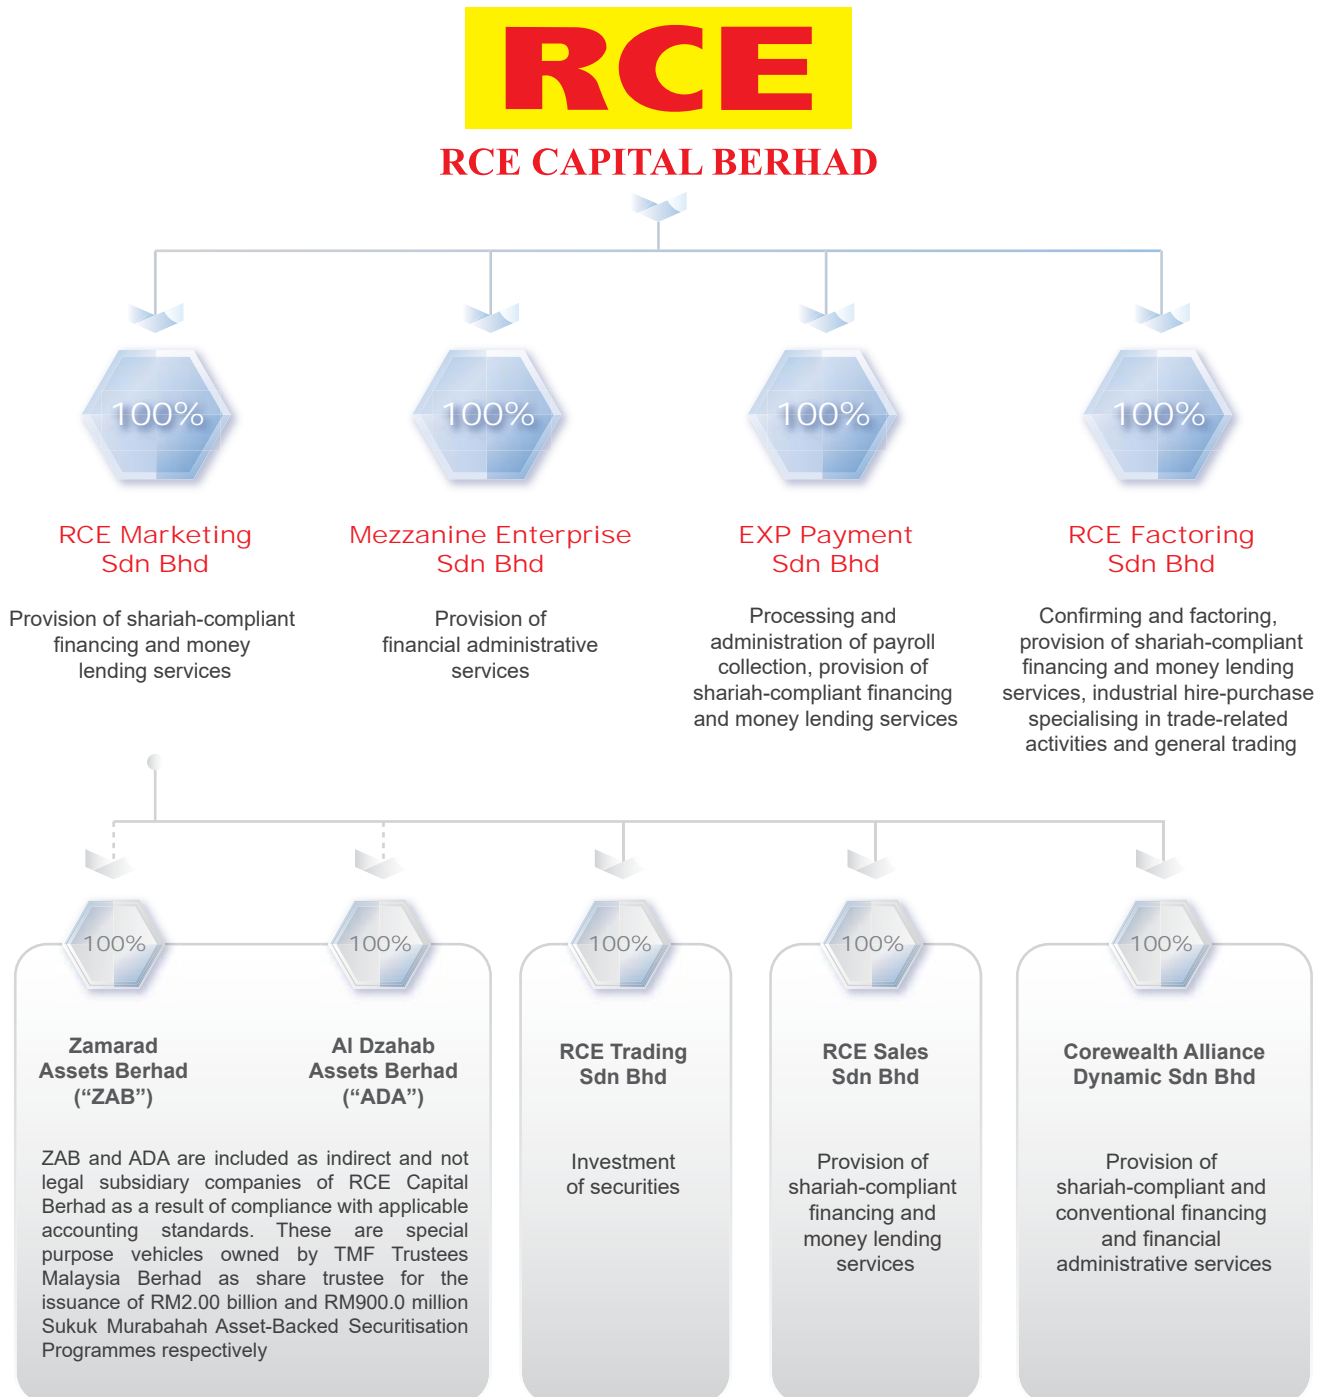 RCE
RCE CAPITAL BERHAD
100%
100%
100%
100%
RCE Marketing
Sdn Bhd
Provision of shariah-compliant
financing and money
lending services
Mezzanine Enterprise
Sdn Bhd
Provision of
financial administrative
services
EXP Payment
Sdn Bhd
Processing and
administration of payroll
collection, provision of
shariah-compliant financing
and money lending services
RCE Factoring
Sdn Bhd
Confirming and factoring,
provision of shariah-compliant
financing and money lending
services, industrial hire-purchase
specialising in trade-related
activities and general trading
100%
100%
100%
100%
100%
Zamarad
Assets Berhad
(“ZAB”)
Al Dzahab
Assets Berhad
(“ADA”)
ZAB and ADA are included as indirect and not
legal subsidiary companies of RCE Capital
Berhad as a result of compliance with applicable
accounting standards. These are special
purpose vehicles owned by TMF Trustees
Malaysia Berhad as share trustee for the
issuance of RM2.00 billion and RM900.0 million
Sukuk Murabahah Asset-Backed Securitisation
Programmes respectively
RCE Trading
Sdn Bhd
Investment
of securities
RCE Sales
Sdn Bhd
Provision of
shariah-compliant
financing and
money lending
services
Corewealth Alliance
Dynamic Sdn Bhd
Provision of
shariah-compliant and
conventional financing
and financial
administrative services